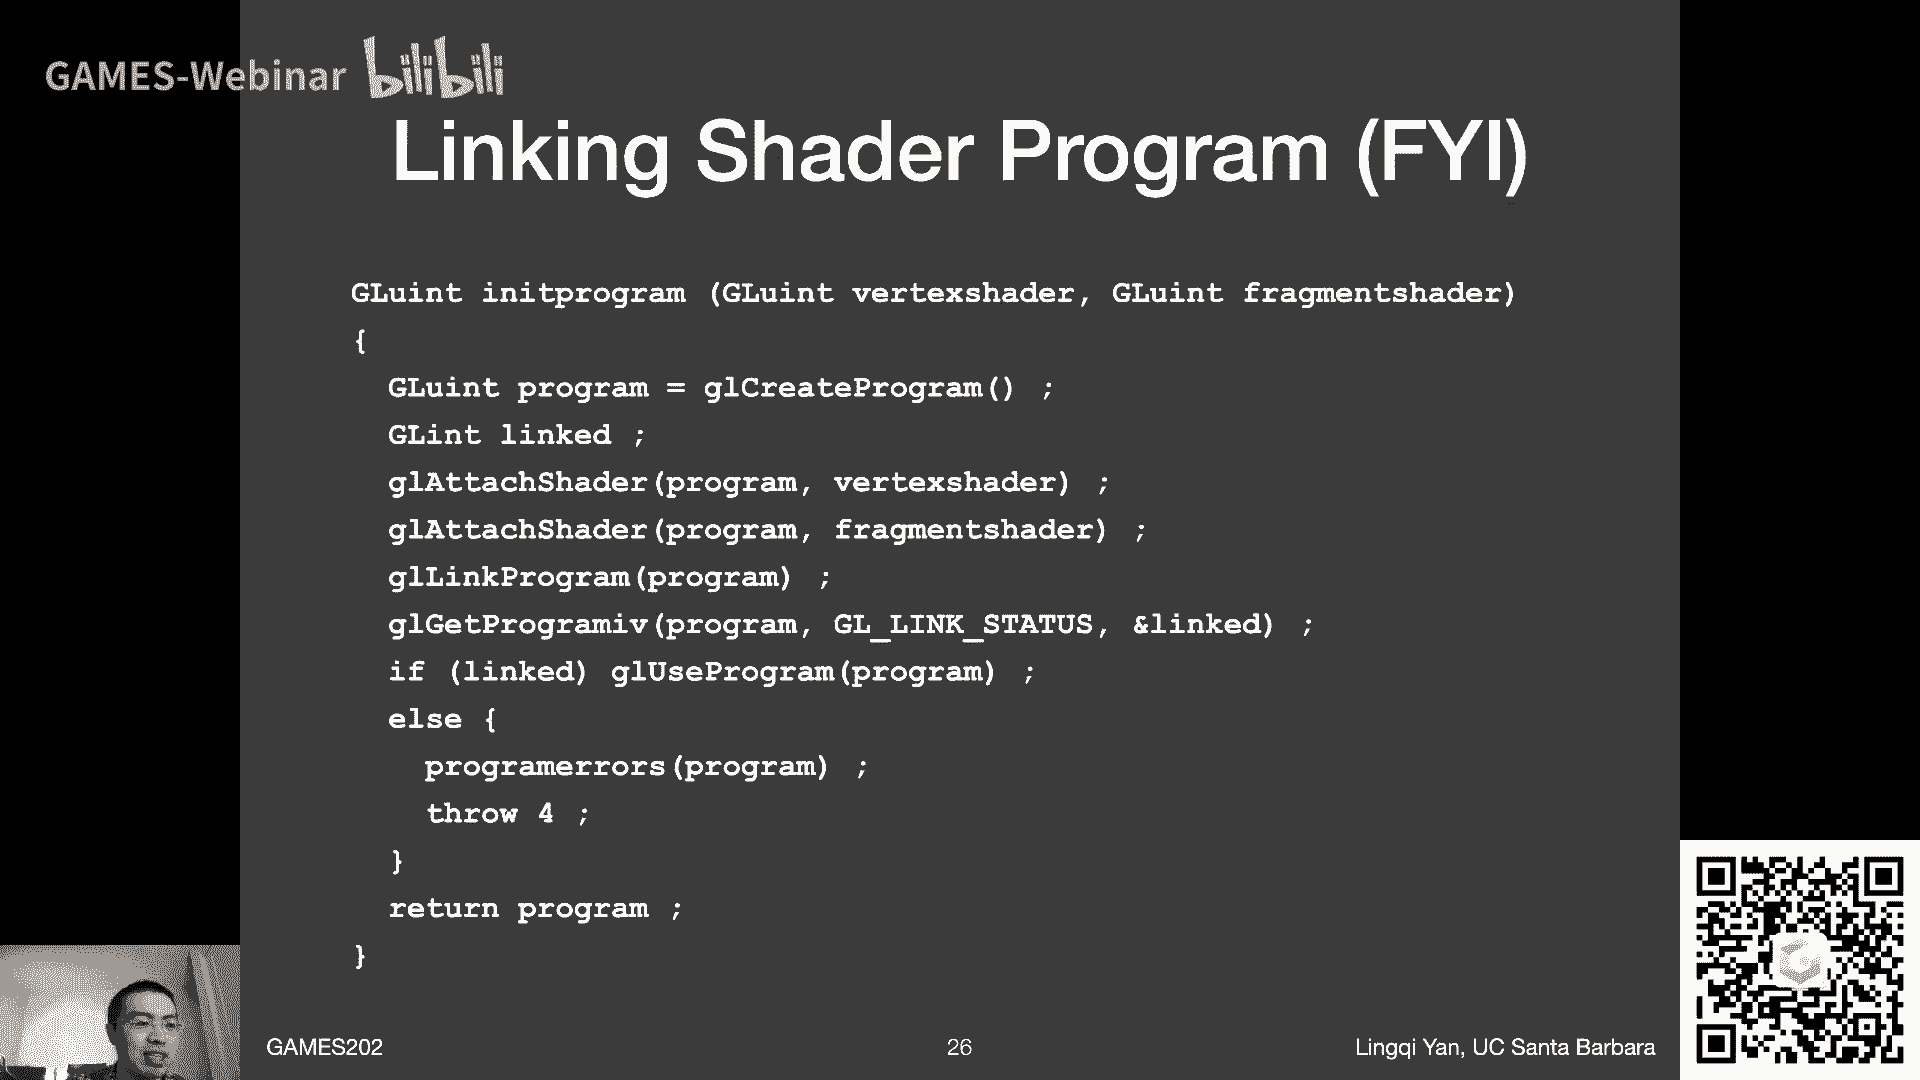 GAMES-Webinar bilibili
Linking Shader Program (FYI)
GLuint initprogram (GLuint vertexshader, GLuint fragmentshader)
{
GLuint program = glCreateProgram() ;
GLint linked ;
glAttachShader(program, vertexshader) ;
glAttachShader(program, fragmentshader) ;
glLinkProgram(program) ;
glGetProgramiv(program, GL_LINK_STATUS, &linked) ;
if (linked) glUseProgram(program) ;
else {
programerrors(program) ;
throw 4 ;
}
return program ;
}
GAMES202
26
Lingqi Yan, UC Santa Barbara